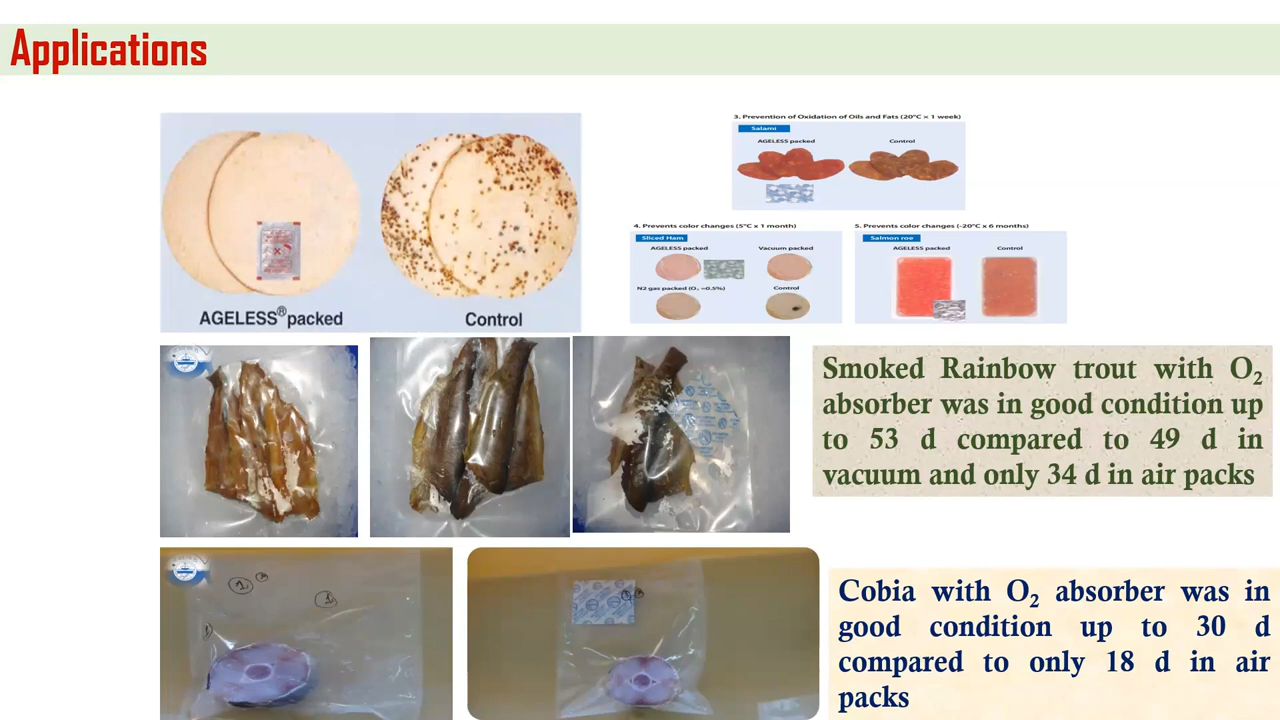 Applications
AGELESS® packed
Control
3. Prevention of Oxidation of Oils and Fats (20°C × 1 week)
Salami
AGELESS packed
Control
4. Prevents color changes (5°C x 1 month)
Sliced Ham
AGELESS packed
Vacuum packed
N2 gas packed (O₂ =0.5%)
Control
5. Prevents color changes (-20°C x 6 months)
Salmon roe
AGELESS packed
Control
Smoked Rainbow trout with O₂
absorber was in good condition up
to 53 d compared to 49 d in
vacuum and only 34 d in air packs
Cobia with O₂ absorber was in
good condition up to 30 d
compared to only 18 d in air
packs